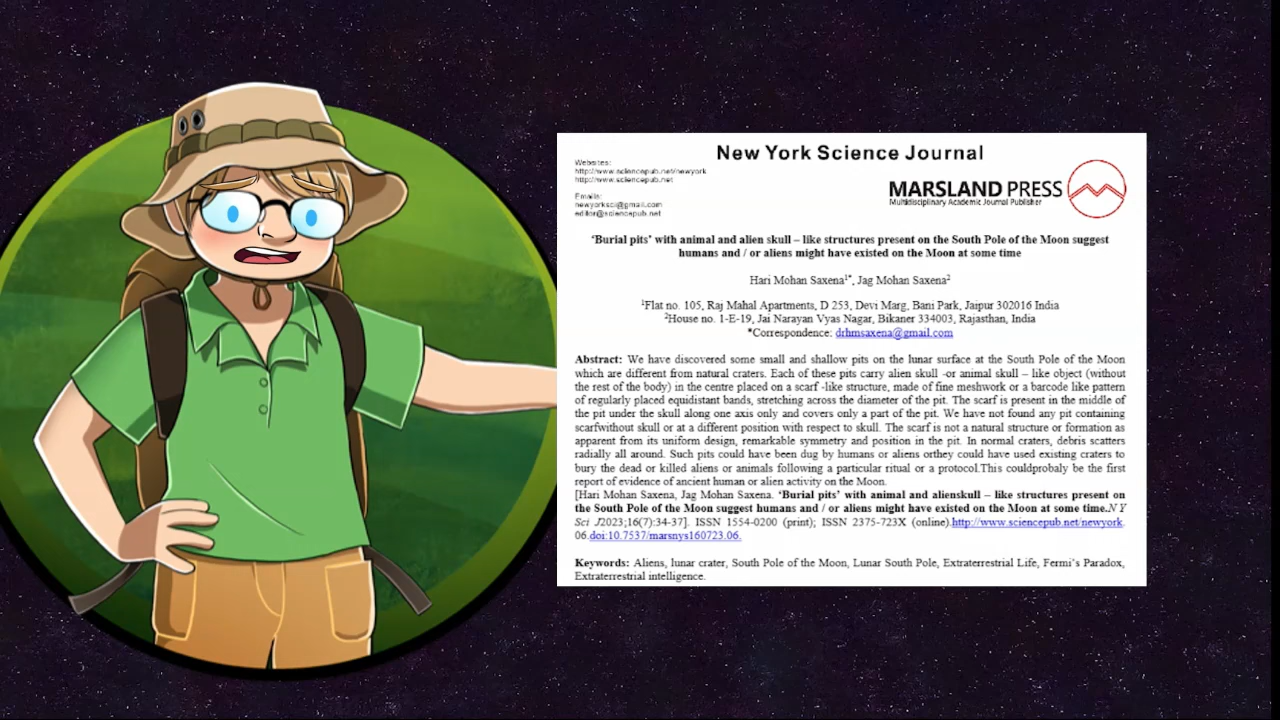 New York Science Journal
Websites:
http://www.sciencepub.net/newyork
http://www.sciencepub.net
Emails:
newyorksci@gmail.com
editor@sciencepub.net
MARSLAND PRESS
Multidisciplinary Academic Journal Publisher
'Burial pits' with animal and alien skull – like structures present on the South Pole of the Moon suggest
humans and / or aliens might have existed on the Moon at some time
Hari Mohan Saxena1*, Jag Mohan Saxena2
1Flat no. 105, Raj Mahal Apartments, D 253, Devi Marg, Bani Park, Jaipur 302016 India
2House no. 1-E-19, Jai Narayan Vyas Nagar, Bikaner 334003, Rajasthan, India
*Correspondence: drhmsaxena@gmail.com
Abstract: We have discovered some small and shallow pits on the lunar surface at the South Pole of the Moon
which are different from natural craters. Each of these pits carry alien skull -or animal skull – like object (without
the rest of the body) in the centre placed on a scarf -like structure, made of fine meshwork or a barcode like pattern
of regularly placed equidistant bands, stretching across the diameter of the pit. The scarf is present in the middle of
the pit under the skull along one axis only and covers only a part of the pit. We have not found any pit containing
scarfwithout skull or at a different position with respect to skull. The scarf is not a natural structure or formation as
apparent from its uniform design, remarkable symmetry and position in the pit. In normal craters, debris scatters
radially all around. Such pits could have been dug by humans or aliens orthey could have used existing craters to
bury the dead or killed aliens or animals following a particular ritual or a protocol.This couldprobaly be the first
report of evidence of ancient human or alien activity on the Moon.
[Hari Mohan Saxena, Jag Mohan Saxena. 'Burial pits' with animal and alienskull – like structures present on
the South Pole of the Moon suggest humans and / or aliens might have existed on the Moon at some time.N Y
Sci J2023;16(7):34-37]. ISSN 1554-0200 (print); ISSN 2375-723X (online).http://www.sciencepub.net/newyork.
06.doi:10.7537/marsnys160723.06.
Keywords: Aliens, lunar crater, South Pole of the Moon, Lunar South Pole, Extraterrestrial Life, Fermi's Paradox,
Extraterrestrial intelligence.